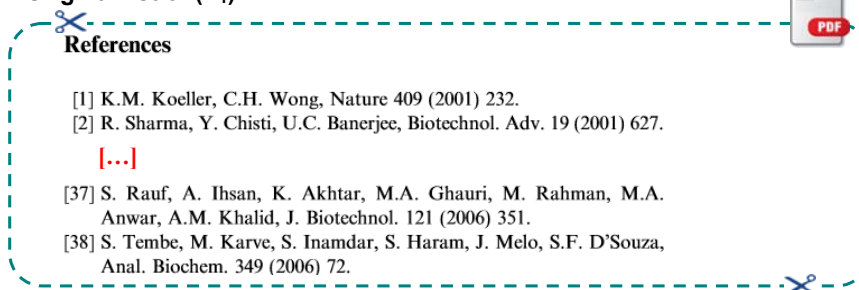 PDF
References
[1] K.M. Koeller, C.H. Wong, Nature 409 (2001) 232.
[2] R. Sharma, Y. Chisti, U.C. Banerjee, Biotechnol. Adv. 19 (2001) 627.
[...]
[37] S. Rauf, A. Ihsan, K. Akhtar, M.A. Ghauri, M. Rahman, M.A.
Anwar, A.M. Khalid, J. Biotechnol. 121 (2006) 351.
[38] S. Tembe, M. Karve, S. Inamdar, S. Haram, J. Melo, S.F. D'Souza,
Anal. Biochem. 349 (2006) 72.